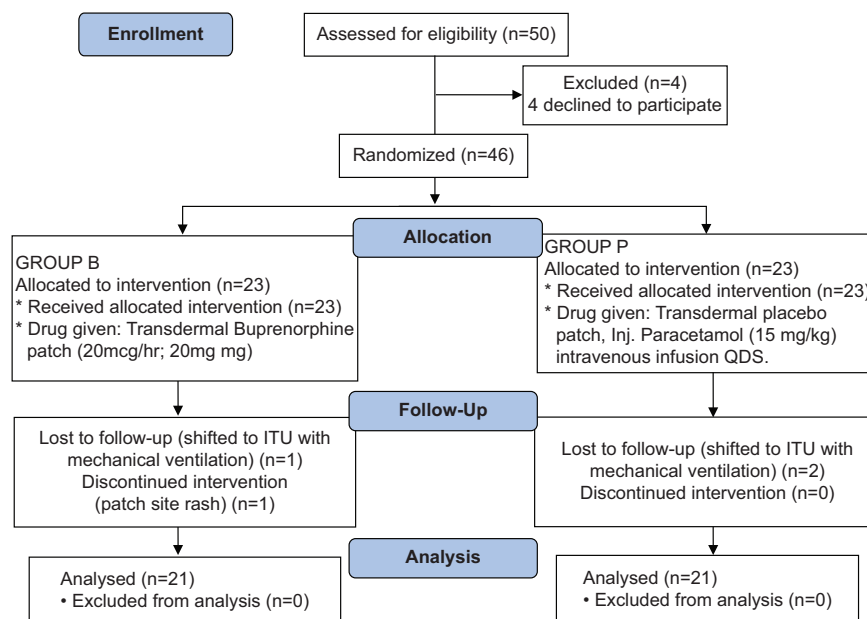 Enrollment
Assessed for eligibility (n=50)
Excluded (n=4)
4 declined to participate
Randomized (n=46)
Allocation
GROUP B
Allocated to intervention (n=23)
* Received allocated intervention (n=23)
* Drug given: Transdermal Buprenorphine
patch (20mcg/hr; 20mg mg)
GROUP P
Allocated to intervention (n=23)
* Received allocated intervention (n=23)
* Drug given: Transdermal placebo
patch, Inj. Paracetamol (15 mg/kg)
intravenous infusion QDS.
Follow-Up
Lost to follow-up (shifted to ITU with
mechanical ventilation) (n=1)
Discontinued intervention
(patch site rash) (n=1)
Lost to follow-up (shifted to ITU with
mechanical ventilation) (n=2)
Discontinued intervention (n=0)
Analysis
Analysed (n=21)
• Excluded from analysis (n=0)
Analysed (n=21)
• Excluded from analysis (n=0)